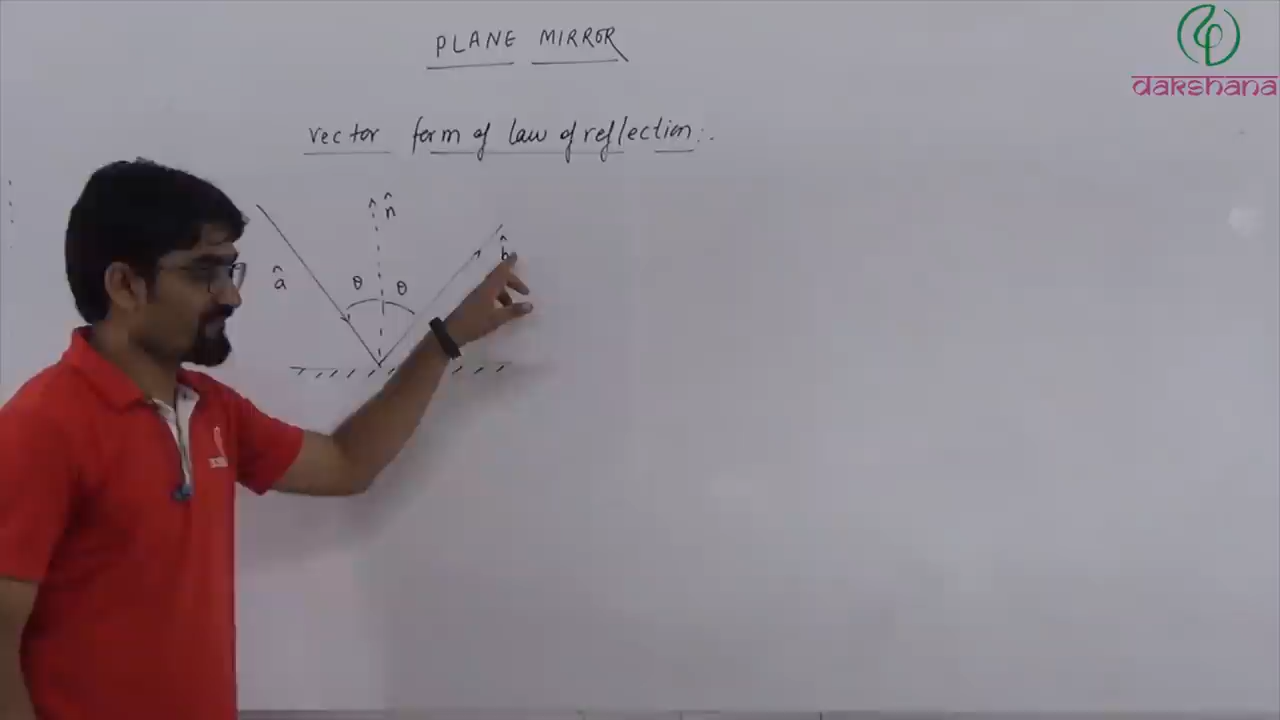 PLANE MIRROR
dakshana
vector form of law of reflection:.
n̂
b̂
â
θ θ